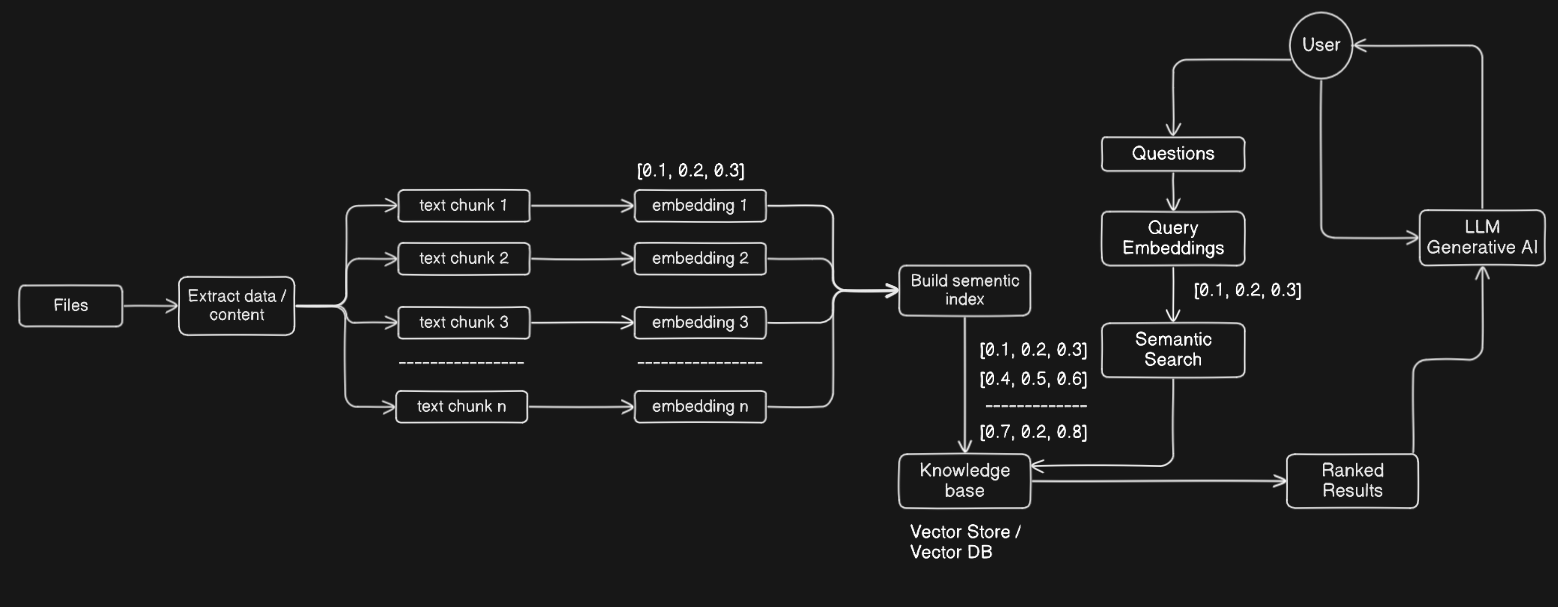 User
Questions
[0.1, 0.2, 0.3]
text chunk 1
embedding 1
Query
Embeddings
LLM
Generative AI
text chunk 2
embedding 2
Build sementic
index
[0.1, 0.2, 0.3]
Files
Extract data /
content
text chunk 3
embedding 3
Semantic
Search
[0.1, 0.2, 0.3]
[0.4, 0.5, 0.6]
----------------
----------------
-------------
text chunk n
embedding n
[0.7, 0.2, 0.8]
Knowledge
base
Ranked
Results
Vector Store /
Vector DB